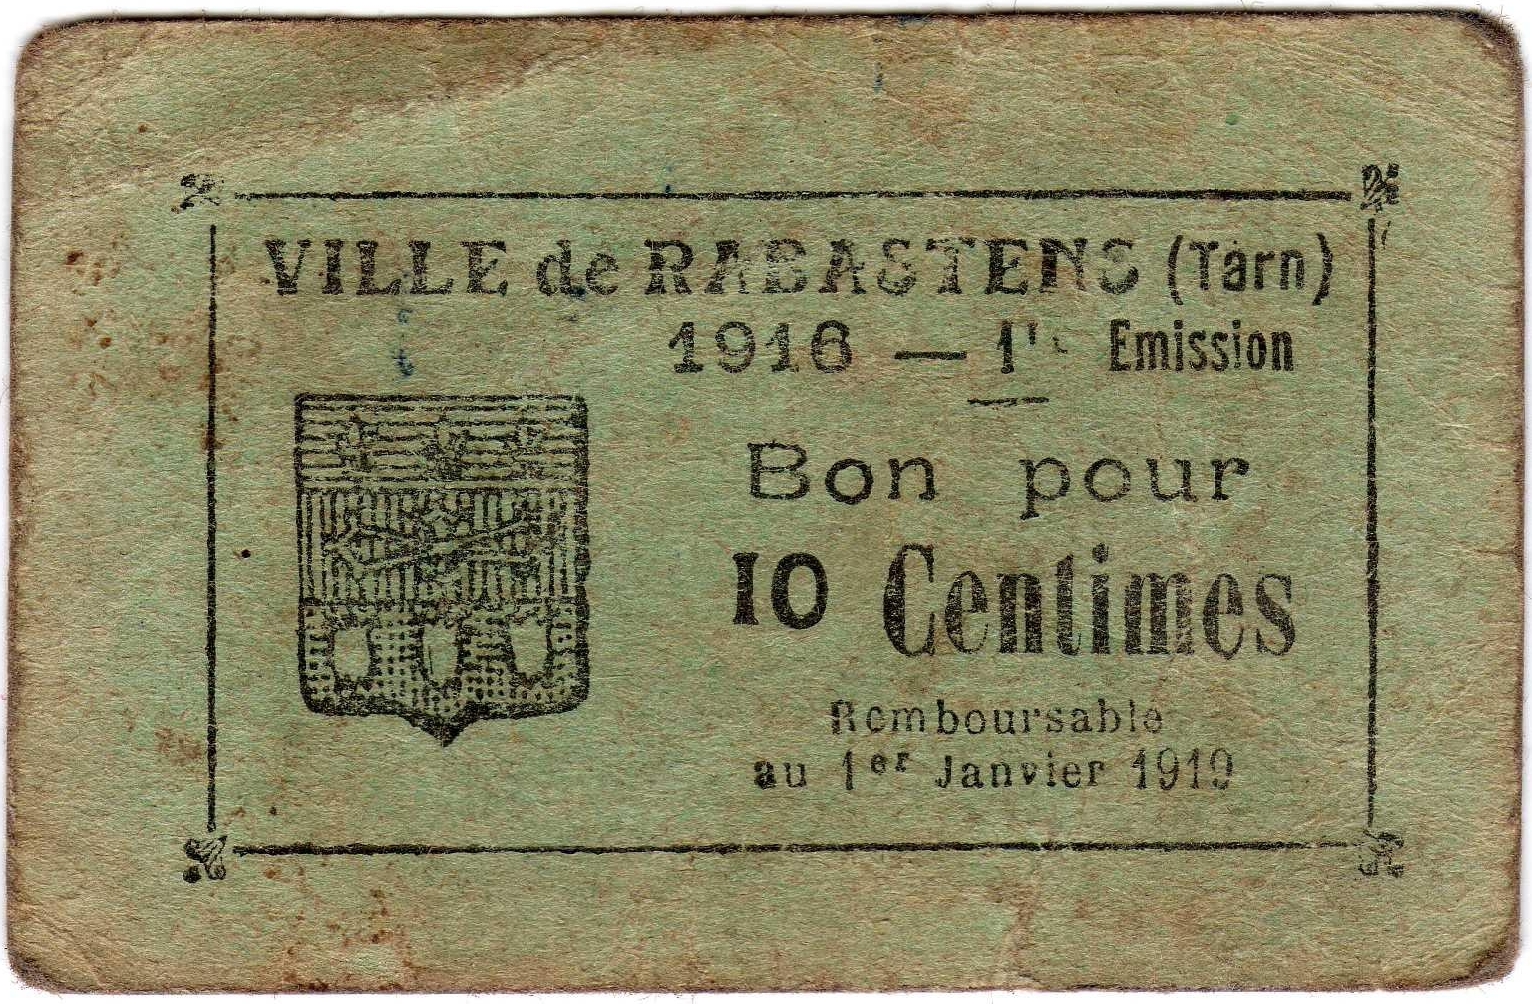 VILLE de RABASTENS (Tarn)
1916 — 1re Emission
Bon pour
10 Centimes
Remboursable
au 1er Janvier 1919